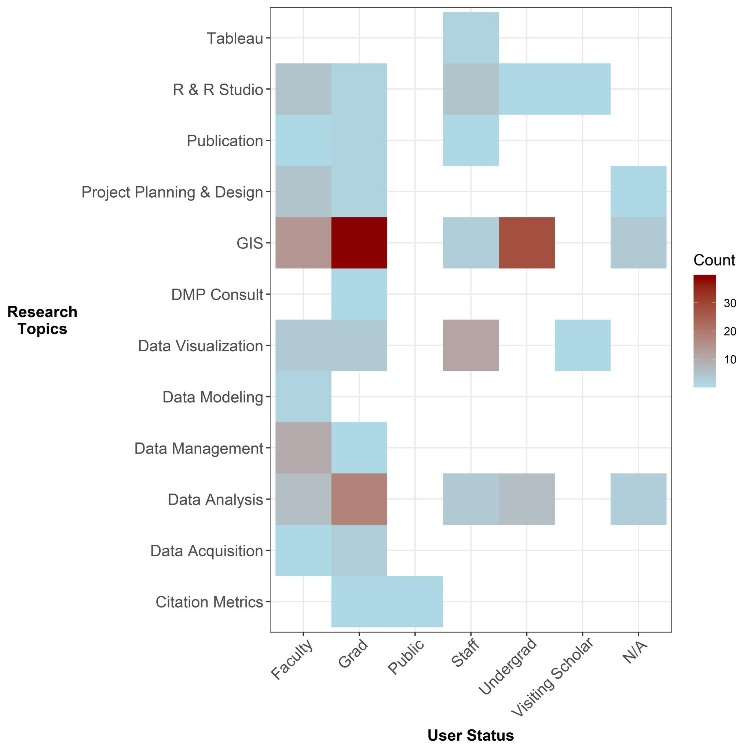 Tableau
R & R Studio
Publication
Project Planning & Design
GIS
DMP Consult
Data Visualization
Data Modeling
Data Management
Data Analysis
Data Acquisition
Citation Metrics
Research
Topics
Count
30
20
10
Faculty
Grad
Public
Staff
Undergrad
Visiting Scholar
N/A
User Status